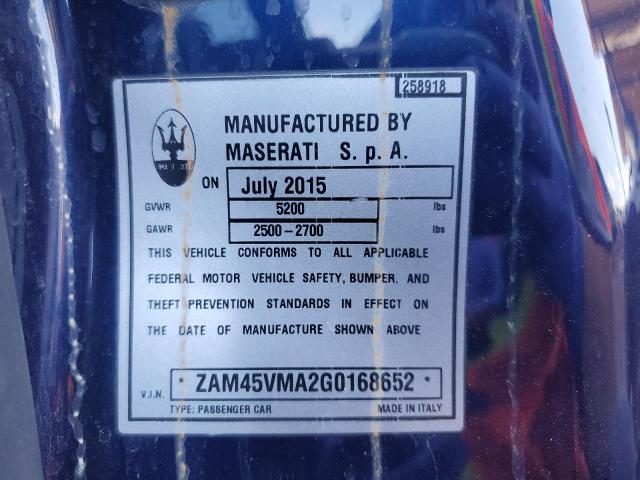 258918
MANUFACTURED BY
MASERATI S. p. A.
ON July 2015
GVWR 5200 lbs
GAWR 2500-2700 lbs
THIS VEHICLE CONFORMS TO ALL APPLICABLE
FEDERAL MOTOR VEHICLE SAFETY, BUMPER, AND
THEFT PREVENTION STANDARDS IN EFFECT ON
THE DATE OF MANUFACTURE SHOWN ABOVE
V.I.N. * ZAM45VMA2G0168652 *
TYPE: PASSENGER CAR MADE IN ITALY